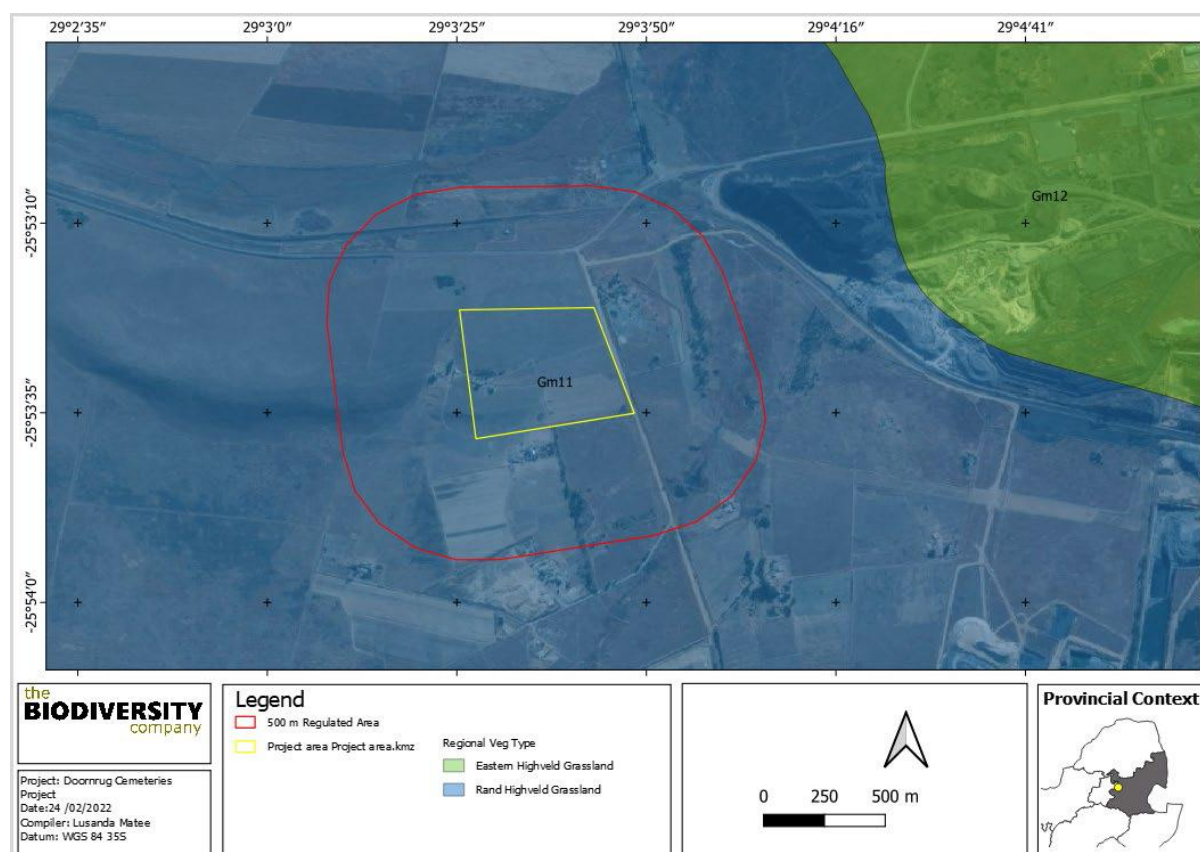 29°2′35″ 29°3′0″ 29°3′25″ 29°3′50″ 29°4′16″ 29°4′41″
-25°53′10″
-25°53′35″
-25°54′0″
Gm12
Gm11
the
BIODIVERSITY
company
Project: Doornrug Cemeteries
Project
Date:24 /02/2022
Compiler: Lusanda Matee
Datum: WGS 84 35S
Legend
500 m Regulated Area
Project area Project area.kmz
Regional Veg Type
Eastern Highveld Grassland
Rand Highveld Grassland
0 250 500 m
Provincial Context